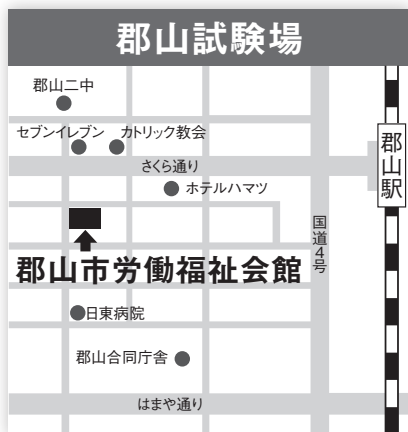 郡山試験場
郡山二中
セブンイレブン
カトリック教会
さくら通り
ホテルハマツ
郡山駅
国道4号
郡山市労働福祉会館
日東病院
郡山合同庁舎
はまや通り